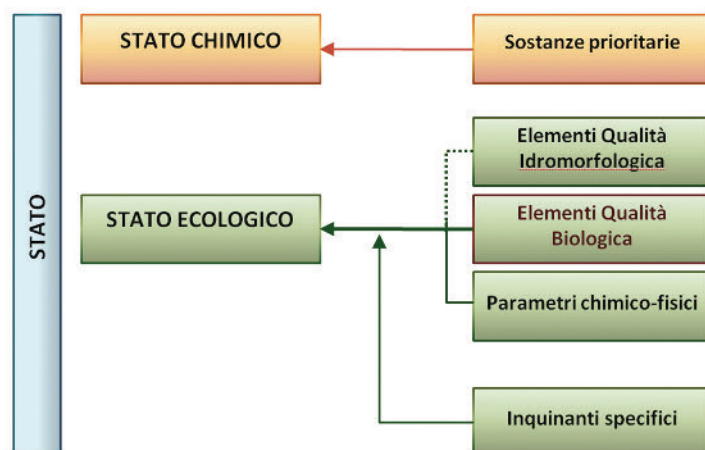 STATO
STATO CHIMICO
Sostanze prioritarie
Elementi Qualità
Idromorfologica
STATO ECOLOGICO
Elementi Qualità
Biologica
Parametri chimico-fisici
Inquinanti specifici